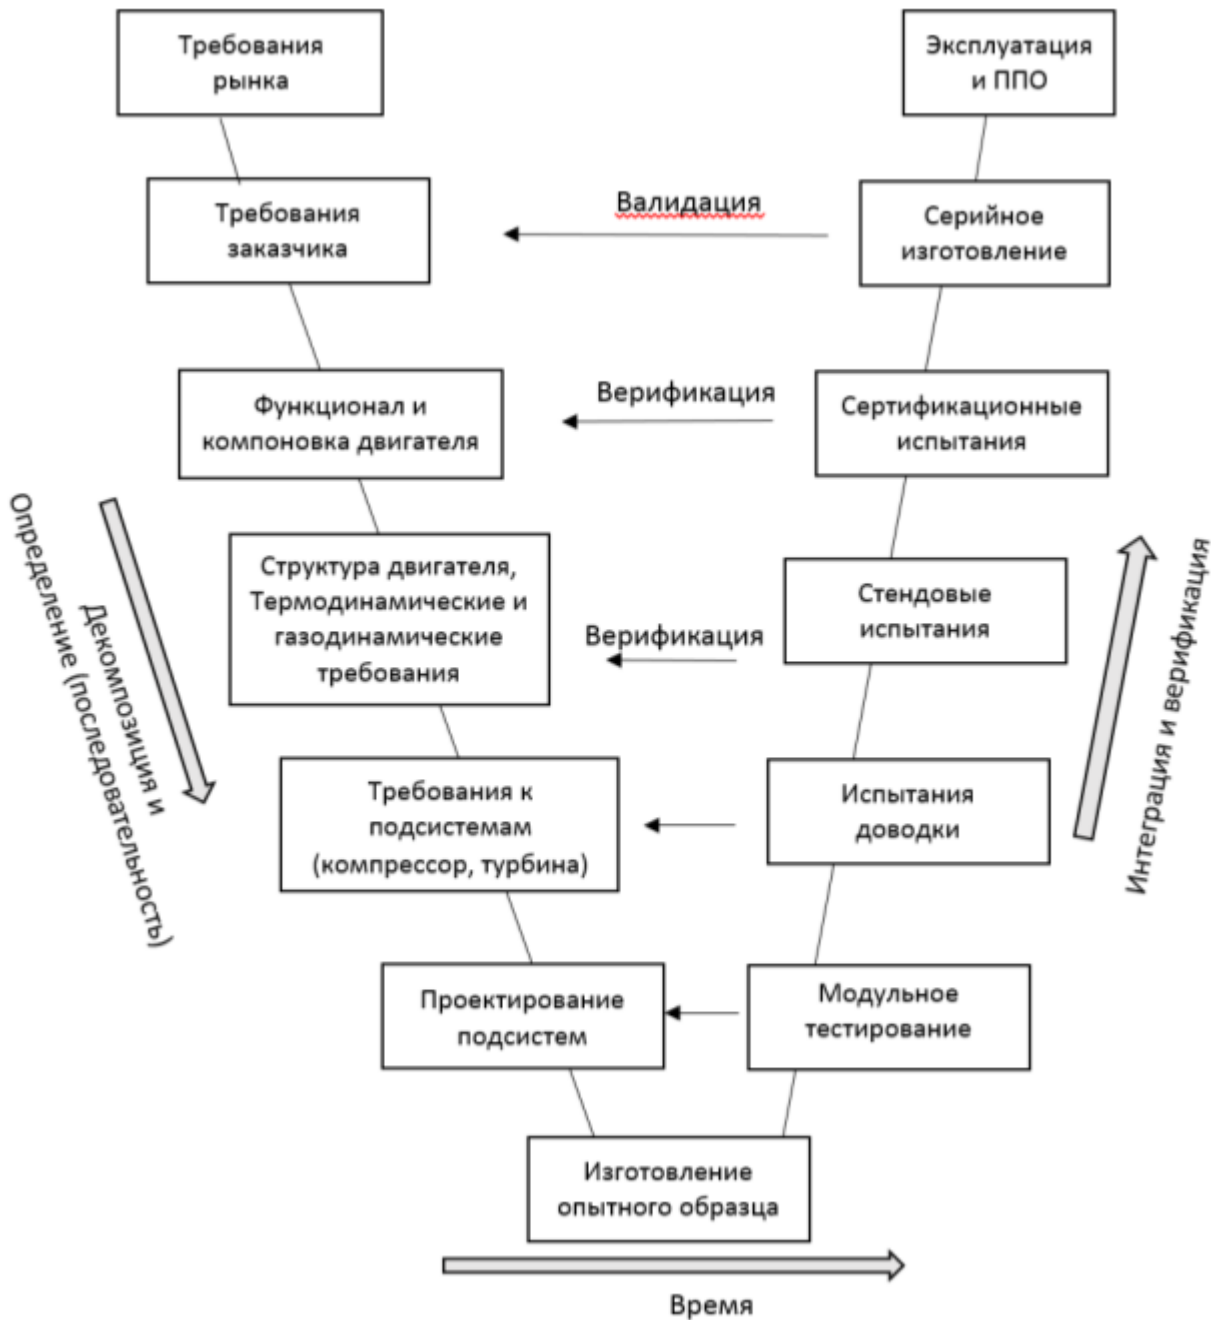 Требования
рынка
Эксплуатация
и ППО
Требования
заказчика
Валидация
Серийное
изготовление
Функционал и
компоновка двигателя
Верификация
Сертификационные
испытания
Структура двигателя,
Термодинамические и
газодинамические
требования
Верификация
Стендовые
испытания
Декомпозиция и
Определение (последовательность)
Интеграция и верификация
Требования к
подсистемам
(компрессор, турбина)
Испытания
доводки
Проектирование
подсистем
Модульное
тестирование
Изготовление
опытного образца
Время